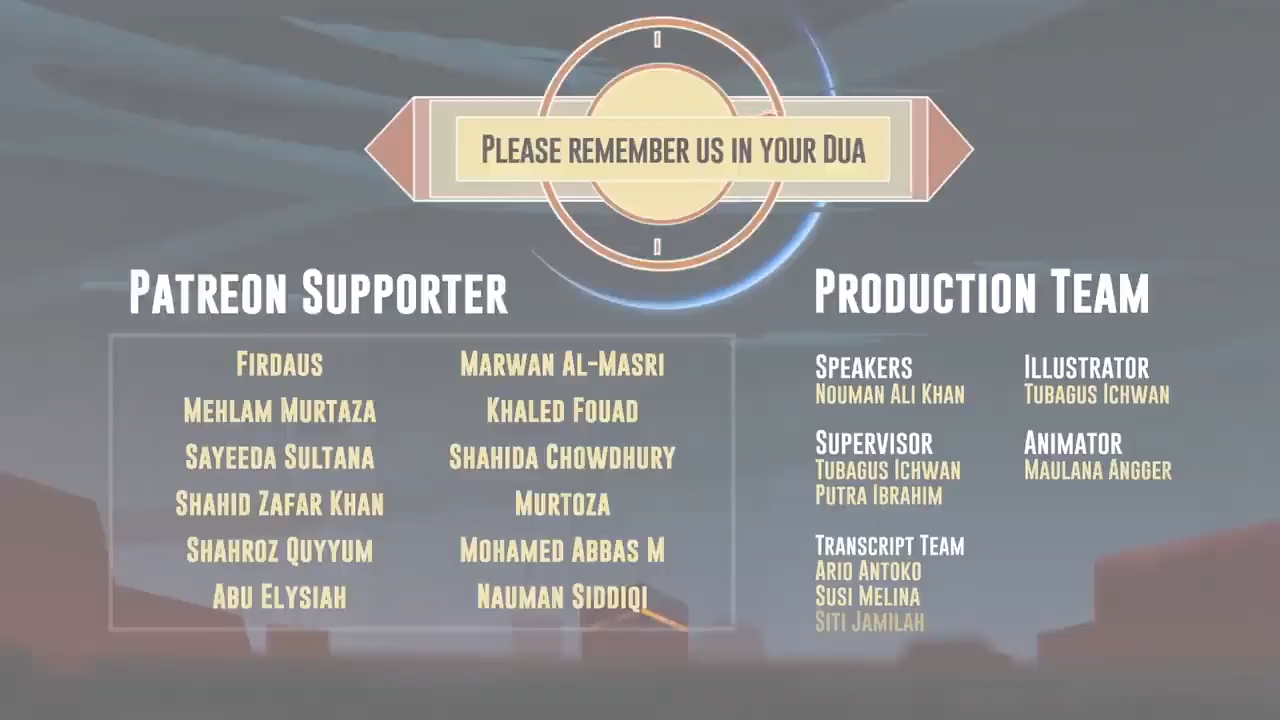 Please remember us in your Dua
Patreon Supporter
Firdaus
Mehlam Murtaza
Sayeeda Sultana
Shahid Zafar Khan
Shahroz Quyyum
Abu Elysiah
Marwan Al-Masri
Khaled Fouad
Shahida Chowdhury
Murtoza
Mohamed Abbas M
Nauman Siddiqi
Production Team
Speakers
Nouman Ali Khan
Supervisor
Tubagus Ichwan
Putra Ibrahim
Transcript Team
Ario Antoko
Susi Melina
Siti Jamilah
Illustrator
Tubagus Ichwan
Animator
Maulana Angger